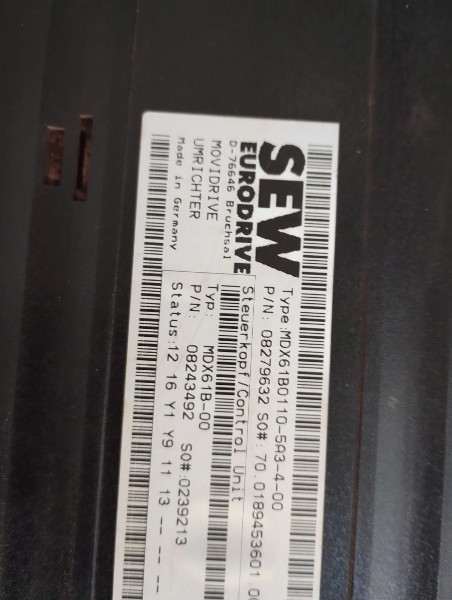 SEW
EURODRIVE
D-76646 Bruchsal
MOVIDRIVE
UMRICHTER
Made in Germany
Type:MDX61B0110-5A3-4-00
P/N: 08279632 SO#: 70.0189453601
Steuerkopf/Control Unit
Typ: MDX61B-00
P/N: 08243492 SO#:0239213
Status:12 16 Y1 Y9 11 13 -- -- --